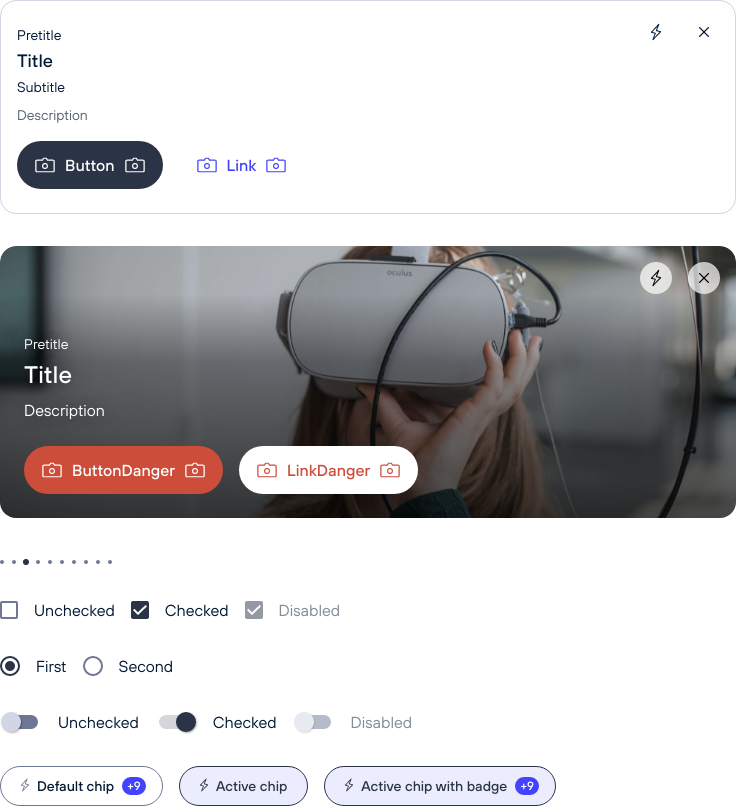 Pretitle
Title
Subtitle
Description
Button Link
oculus
Pretitle
Title
Description
ButtonDanger LinkDanger
Unchecked Checked Disabled
First Second
Unchecked Checked Disabled
Default chip +9 Active chip Active chip with badge +9